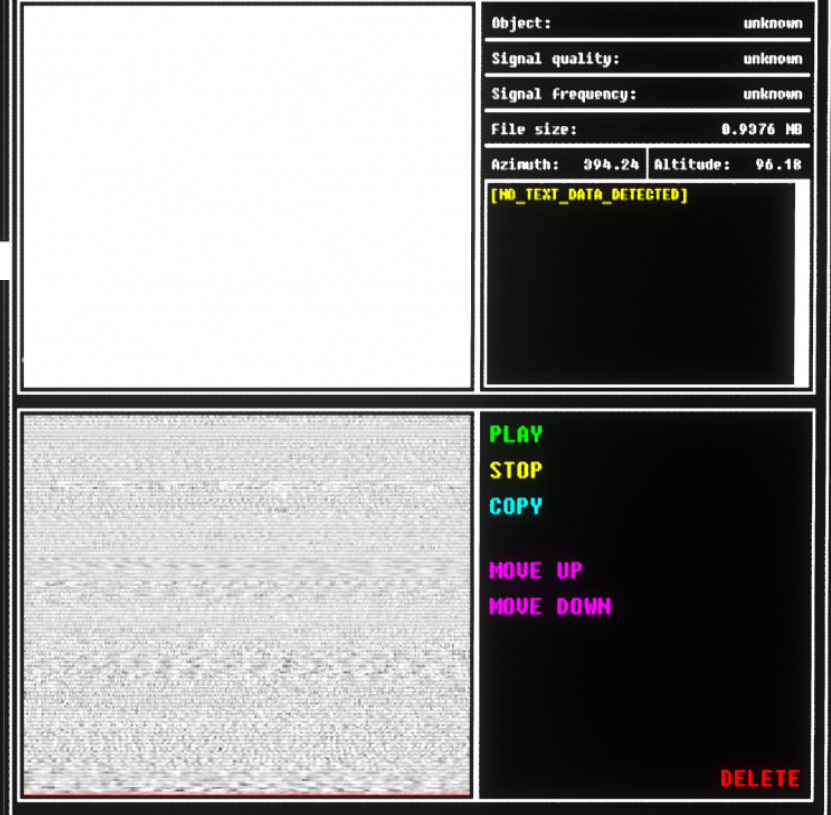 Object: unknown
Signal quality: unknown
Signal frequency: unknown
File size: 0.9376 MB
Azimuth: 394.24 Altitude: 96.18
[NO_TEXT_DATA_DETECTED]
PLAY
STOP
COPY
MOVE UP
MOVE DOWN
DELETE